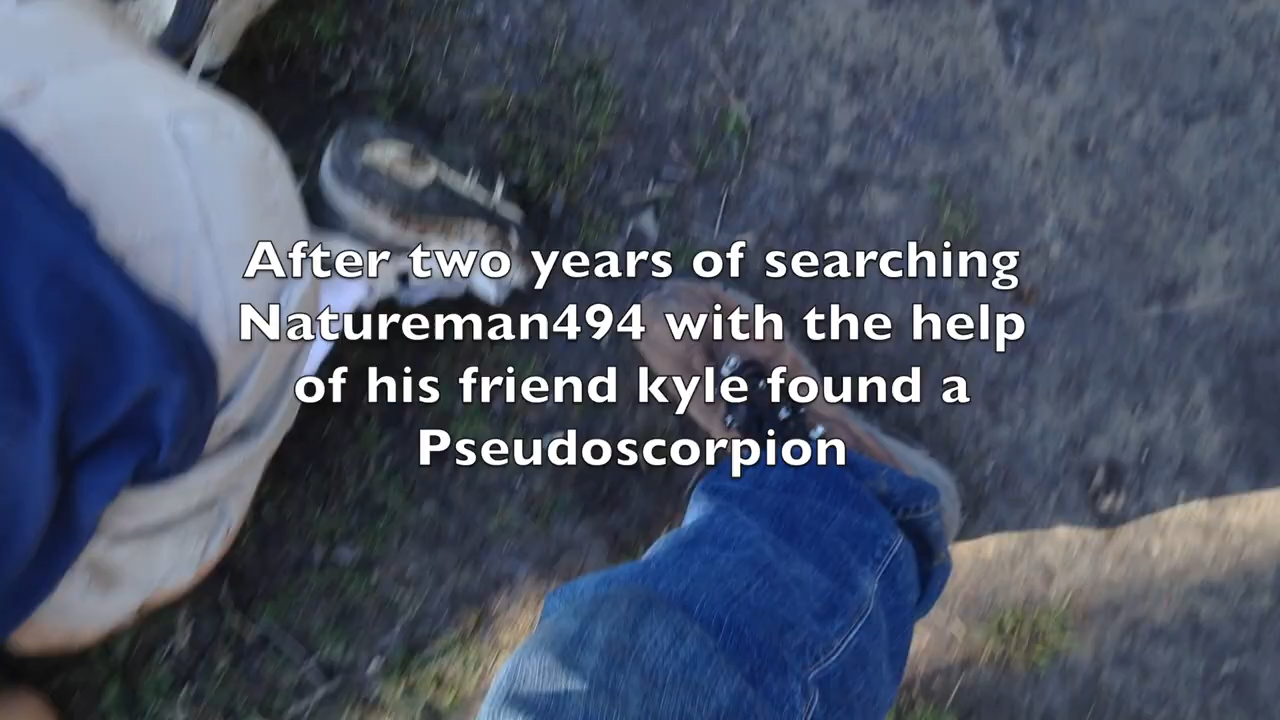 After two years of searching
Natureman494 with the help
of his friend kyle found a
Pseudoscorpion